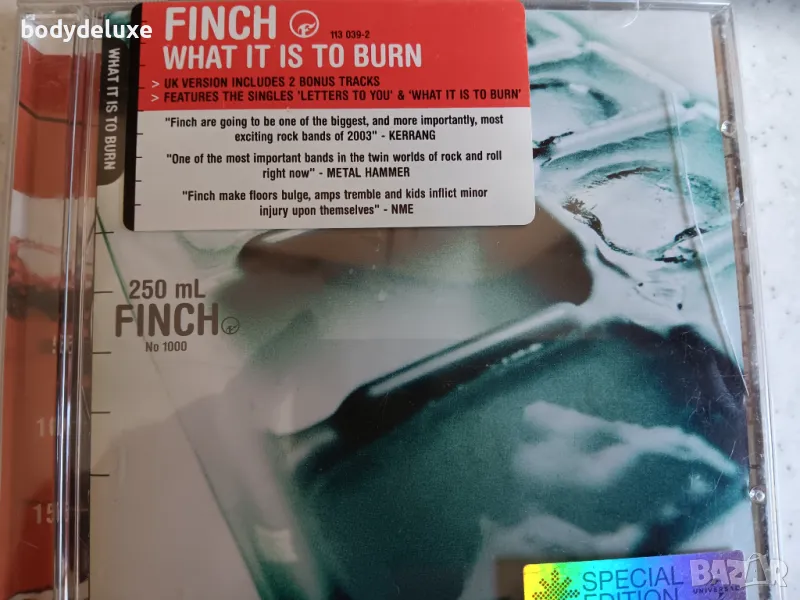 bodydeluxe
FINCH
113 039-2
WHAT IT IS TO BURN
> UK VERSION INCLUDES 2 BONUS TRACKS
> FEATURES THE SINGLES 'LETTERS TO YOU' & 'WHAT IT IS TO BURN'
"Finch are going to be one of the biggest, and more importantly, most
exciting rock bands of 2003" - KERRANG
"One of the most important bands in the twin worlds of rock and roll
right now" - METAL HAMMER
"Finch make floors bulge, amps tremble and kids inflict minor
injury upon themselves" - NME
WHAT IT IS TO BURN
250 mL
FINCH
No 1000
SPECIAL
EDITION
BAZAR